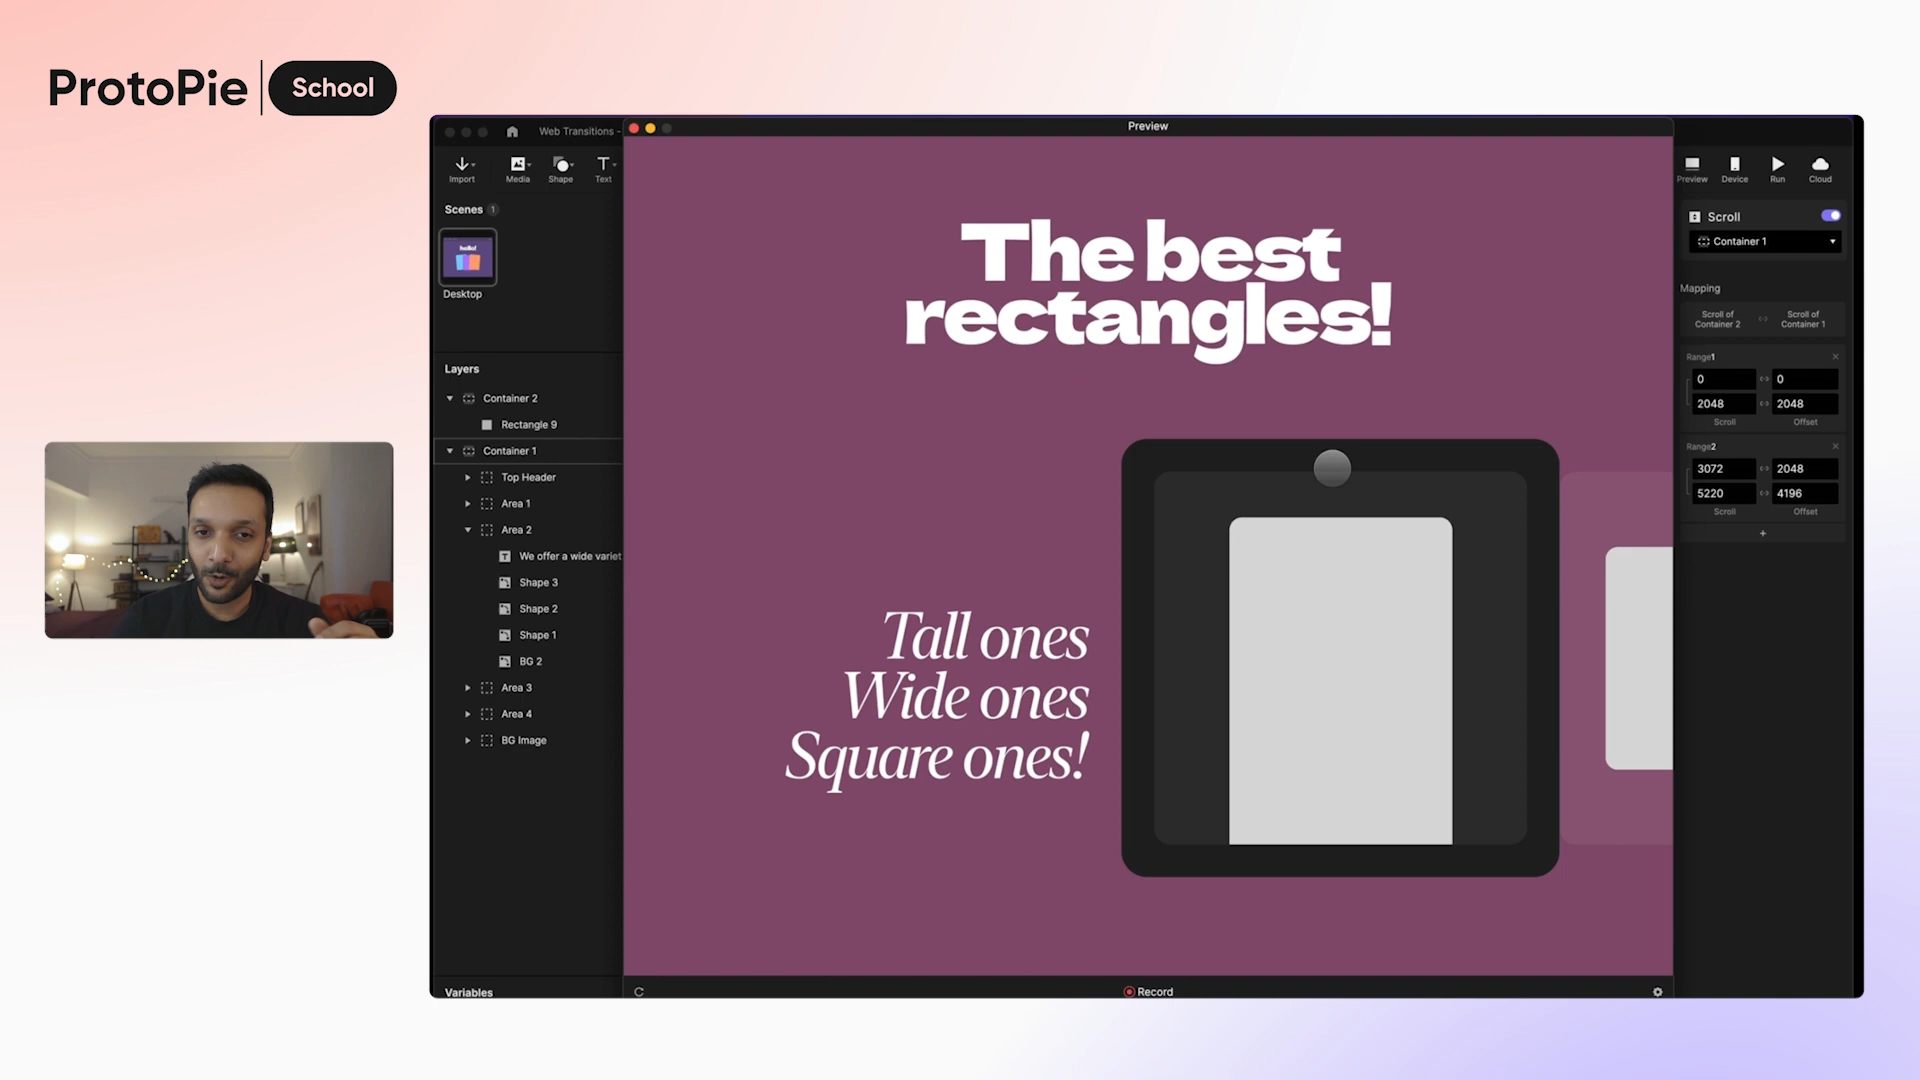 ProtoPie School
Preview
Web Transitions -
Import
Media
Shape
Text
Scenes 1
Desktop
Layers
Container 2
Rectangle 9
Container 1
Top Header
Area 1
Area 2
We offer a wide variet
Shape 3
Shape 2
Shape 1
BG 2
Area 3
Area 4
BG Image
Variables
hello!
The best
rectangles!
Tall ones
Wide ones
Square ones!
Record
Preview
Device
Run
Cloud
Scroll
Container 1
Mapping
Scroll of
Container 2
Scroll of
Container 1
Range1
0 0
2048 2048
Scroll Offset
Range2
3072 2048
5220 4196
Scroll Offset
+